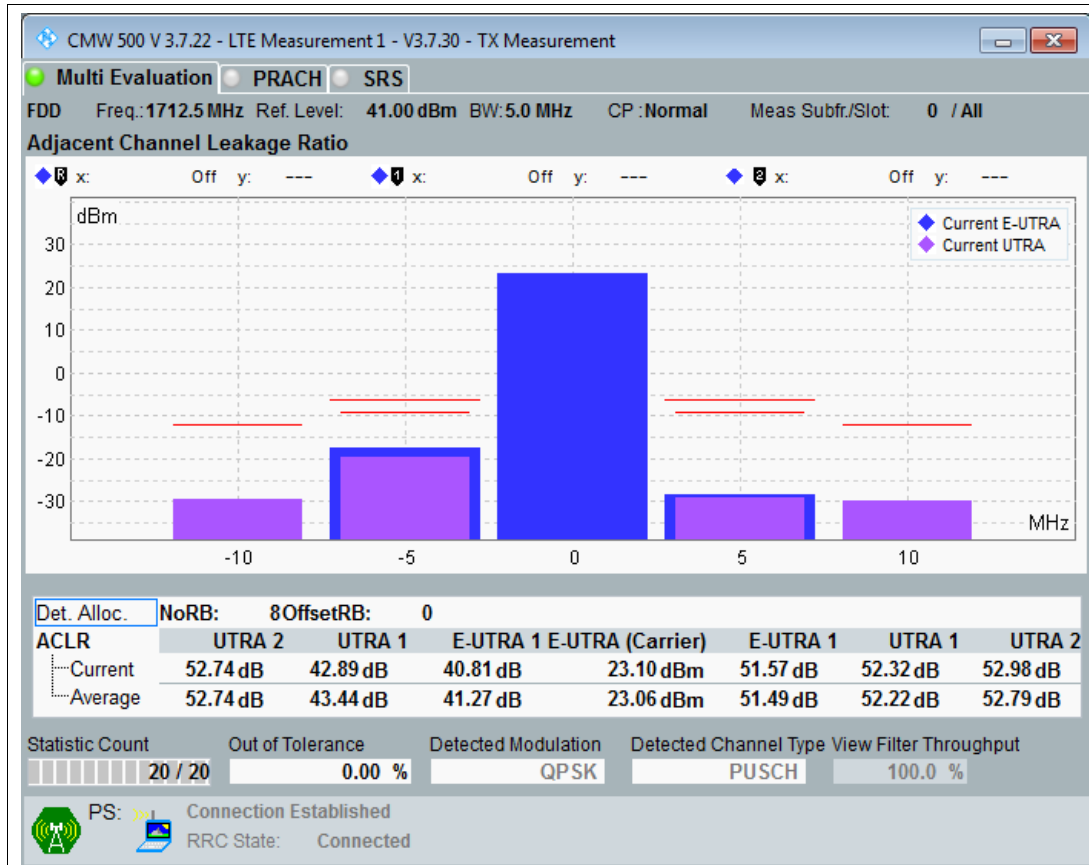 CMW 500 V 3.7.22 - LTE Measurement 1 - V3.7.30 - TX Measurement
Multi Evaluation PRACH SRS
FDD Freq.:1712.5 MHz Ref. Level: 41.00 dBm BW:5.0 MHz CP :Normal Meas Subfr./Slot: 0 / All
Adjacent Channel Leakage Ratio
R x: Off y: --- 1 x: Off y: --- 2 x: Off y: ---
dBm
Current E-UTRA
Current UTRA
30
20
10
0
-10
-20
-30
MHz
-10 -5 0 5 10
Det. Alloc. NoRB: 8 OffsetRB: 0
ACLR UTRA 2 UTRA 1 E-UTRA 1 E-UTRA (Carrier) E-UTRA 1 UTRA 1 UTRA 2
Current 52.74 dB 42.89 dB 40.81 dB 23.10 dBm 51.57 dB 52.32 dB 52.98 dB
Average 52.74 dB 43.44 dB 41.27 dB 23.06 dBm 51.49 dB 52.22 dB 52.79 dB
Statistic Count Out of Tolerance Detected Modulation Detected Channel Type View Filter Throughput
20 / 20 0.00 % QPSK PUSCH 100.0 %
PS: Connection Established
RRC State: Connected